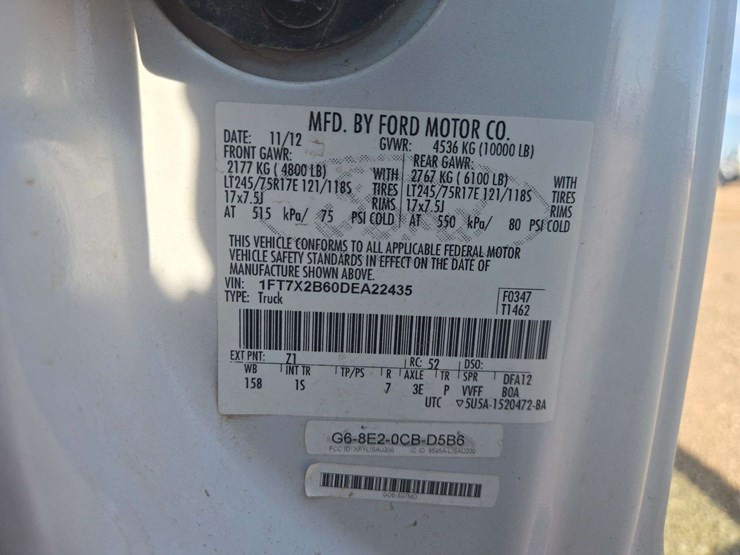 MFD. BY FORD MOTOR CO.
DATE: 11/12 GVWR: 4536 KG (10000 LB)
FRONT GAWR: REAR GAWR:
2177 KG ( 4800 LB) WITH 2767 KG ( 6100 LB) WITH
LT245/75R17E 121/118S TIRES LT245/75R17E 121/118S TIRES
17x7.5J RIMS 17x7.5J RIMS
AT 515 kPa/ 75 PSI COLD AT 550 kPa/ 80 PSI COLD
THIS VEHICLE CONFORMS TO ALL APPLICABLE FEDERAL MOTOR
VEHICLE SAFETY STANDARDS IN EFFECT ON THE DATE OF
MANUFACTURE SHOWN ABOVE.
VIN: 1FT7X2B60DEA22435 F0347
TYPE: Truck T1462
EXT PNT: Z1 RC: 52 DSO:
WB INT TR TP/PS R AXLE TR SPR DFA12
158 1S 7 3E P VVFF BOA
UTC ▽5U5A-1520472-BA
G6-8E2-0CB-D5B6
FCC ID: IC ID: